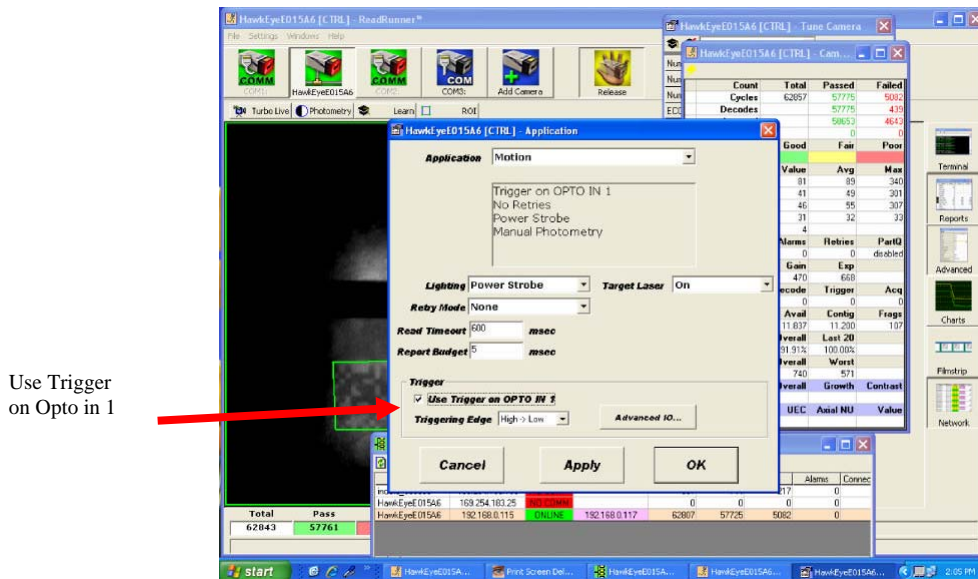 HawkEyeE015A6 [CTRL] - ReadRunner™
File Settings Windows Help
COMM
COMM
COM
COM1:
HawkEyeE015A6
COM2:
COM3:
Add Camera
Release
Turbo Live
Photometry
Learn
ROI
HawkEyeE015A6 [CTRL] - Tune Camera
HawkEyeE015A6 [CTRL] - Cam...
Count Total Passed Failed
Cycles 62857 57775 5082
Decodes 57775 439
58653 4643
0 0
Good Fair Poor
Value Avg Max
81 89 340
41 49 301
46 55 307
31 32 33
4
Alarms Retries PartQ
0 0 disabled
Gain Exp
470 668
Trigger Acq
0 0 0
Avail Contig Frags
11.837 11.200 107
Last 20
91.91% 100.00%
Worst
740 571
Growth Contrast
UEC Axial NU Value
Terminal
Reports
Advanced
Charts
Filmstrip
Network
HawkEyeE015A6 [CTRL] - Application
Application Motion
Trigger on OPTO IN 1
No Retries
Power Strobe
Manual Photometry
Lighting Power Strobe Target Laser On
Retry Mode None
Read Timeout 600 msec
Report Budget 5 msec
Trigger
Use Trigger on OPTO IN 1
Triggering Edge High -> Low Advanced IO...
Cancel Apply OK
Use Trigger
on Opto in 1
Alarms Connec
217 0
HawkEyeE015A6 169.254.183.25 NO COMM 0 0 0 0
HawkEyeE015A6 192.168.0.115 ONLINE 192.168.0.117 62807 57725 5082 0
Total Pass
62843 57761
start
HawkEyeE015A...
Print Screen Del...
HawkEyeE015A...
HawkEyeE015A6...
HawkEyeE015A6...
2:05 PM